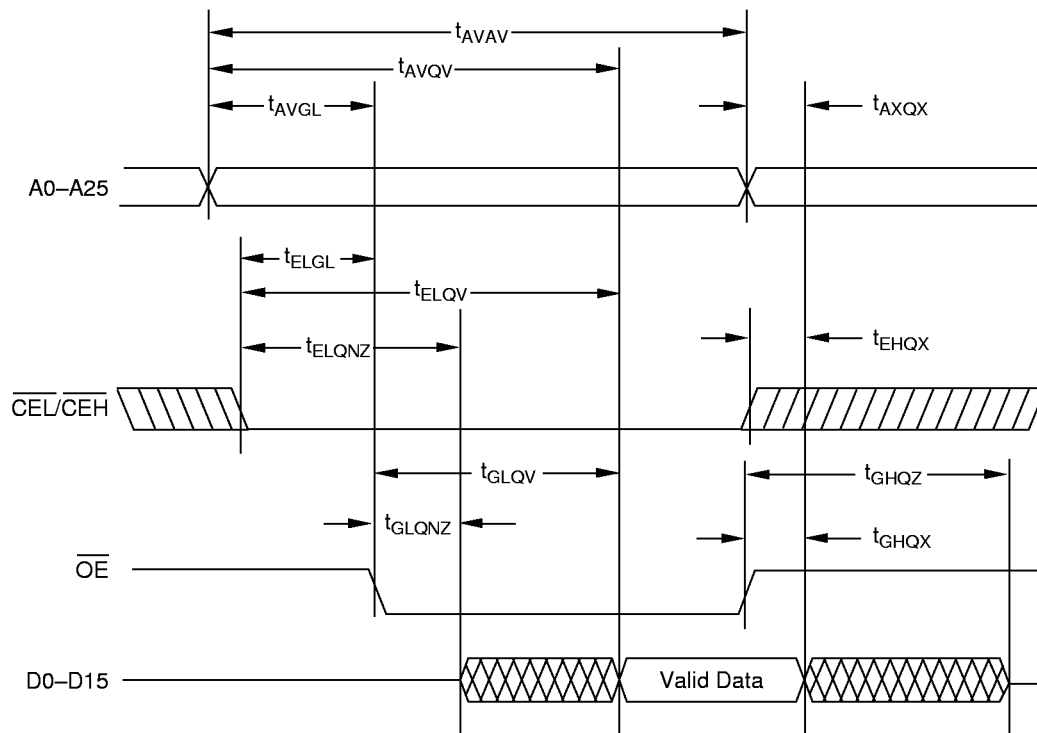 tAVAV
tAVQV
tAVGL
tAXQX
A0–A25
tELGL
tELQV
tELQNZ
tEHQX
CEL/CEH
tGLQV
tGHQZ
tGLQNZ
tGHQX
OE
D0–D15
Valid Data